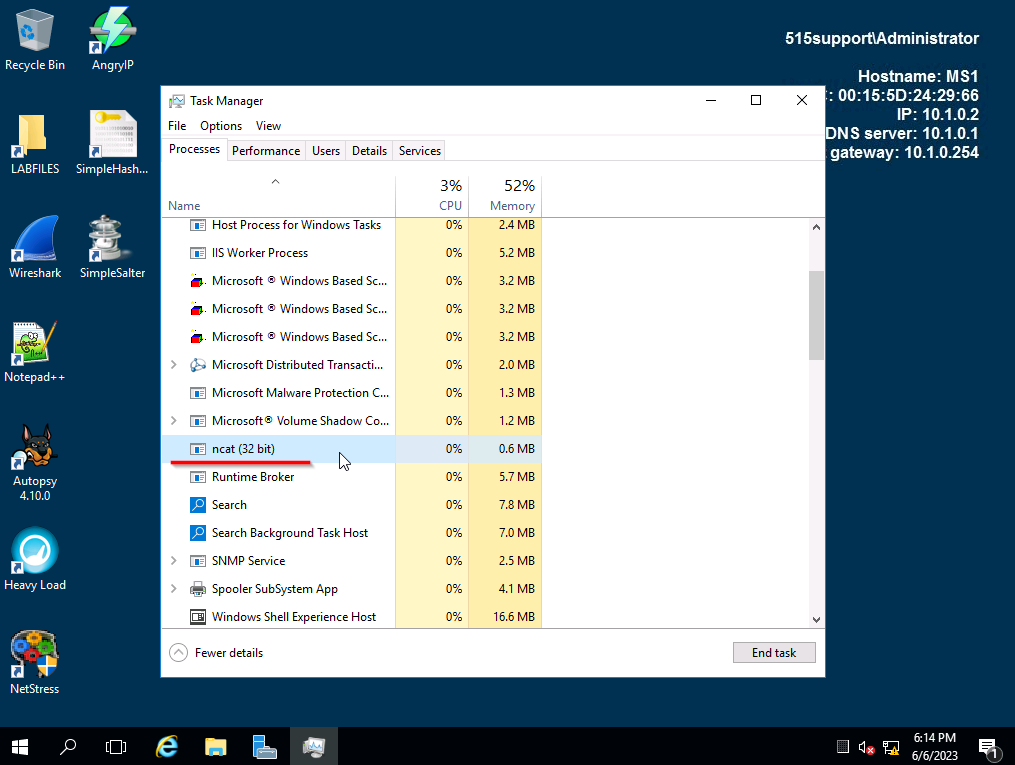 Recycle Bin
AngryIP
LABFILES
SimpleHash...
Wireshark
SimpleSalter
Notepad++
Autopsy
4.10.0
Heavy Load
NetStress
515support\Administrator
Hostname: MS1
: 00:15:5D:24:29:66
IP: 10.1.0.2
DNS server: 10.1.0.1
gateway: 10.1.0.254
Task Manager
File Options View
Processes Performance Users Details Services
3% 52%
Name CPU Memory
Host Process for Windows Tasks 0% 2.4 MB
IIS Worker Process 0% 5.2 MB
Microsoft ® Windows Based Sc... 0% 3.2 MB
Microsoft ® Windows Based Sc... 0% 3.2 MB
Microsoft ® Windows Based Sc... 0% 3.2 MB
Microsoft Distributed Transacti... 0% 2.0 MB
Microsoft Malware Protection C... 0% 1.3 MB
Microsoft® Volume Shadow Co... 0% 1.2 MB
ncat (32 bit) 0% 0.6 MB
Runtime Broker 0% 5.7 MB
Search 0% 7.8 MB
Search Background Task Host 0% 7.0 MB
SNMP Service 0% 2.5 MB
Spooler SubSystem App 0% 4.1 MB
Windows Shell Experience Host 0% 16.6 MB
Fewer details End task
6:14 PM
6/6/2023
1